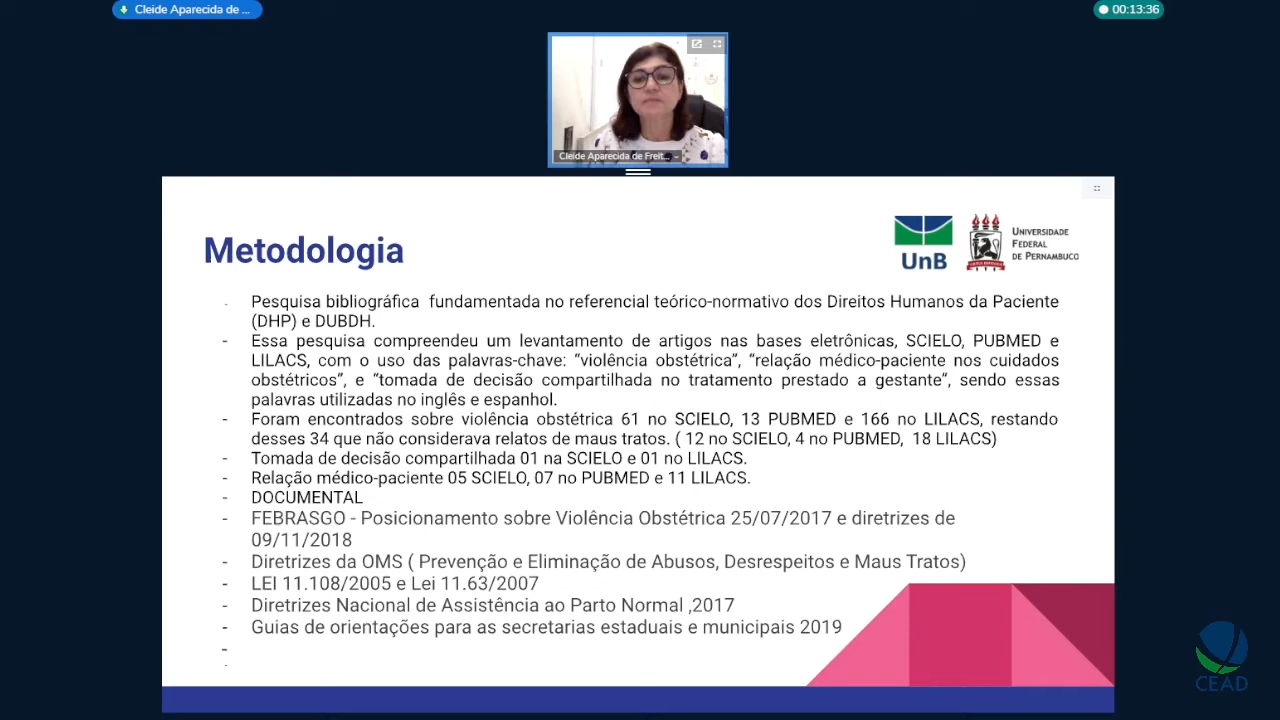 Cleide Aparecida de ...
00:13:36
Cleide Aparecida de Freit...
Metodologia
UnB
UNIVERSIDADE
FEDERAL
DE PERNAMBUCO
- Pesquisa bibliográfica fundamentada no referencial teórico-normativo dos Direitos Humanos da Paciente
(DHP) e DUBDH.
- Essa pesquisa compreendeu um levantamento de artigos nas bases eletrônicas, SCIELO, PUBMED e
LILACS, com o uso das palavras-chave: “violência obstétrica”, “relação médico-paciente nos cuidados
obstétricos”, e “tomada de decisão compartilhada no tratamento prestado a gestante“, sendo essas
palavras utilizadas no inglês e espanhol.
- Foram encontrados sobre violência obstétrica 61 no SCIELO, 13 PUBMED e 166 no LILACS, restando
desses 34 que não considerava relatos de maus tratos. ( 12 no SCIELO, 4 no PUBMED, 18 LILACS)
- Tomada de decisão compartilhada 01 na SCIELO e 01 no LILACS.
- Relação médico-paciente 05 SCIELO, 07 no PUBMED e 11 LILACS.
- DOCUMENTAL
- FEBRASGO - Posicionamento sobre Violência Obstétrica 25/07/2017 e diretrizes de
09/11/2018
- Diretrizes da OMS ( Prevenção e Eliminação de Abusos, Desrespeitos e Maus Tratos)
- LEI 11.108/2005 e Lei 11.63/2007
- Diretrizes Nacional de Assistência ao Parto Normal ,2017
- Guias de orientações para as secretarias estaduais e municipais 2019
-
-
CEAD